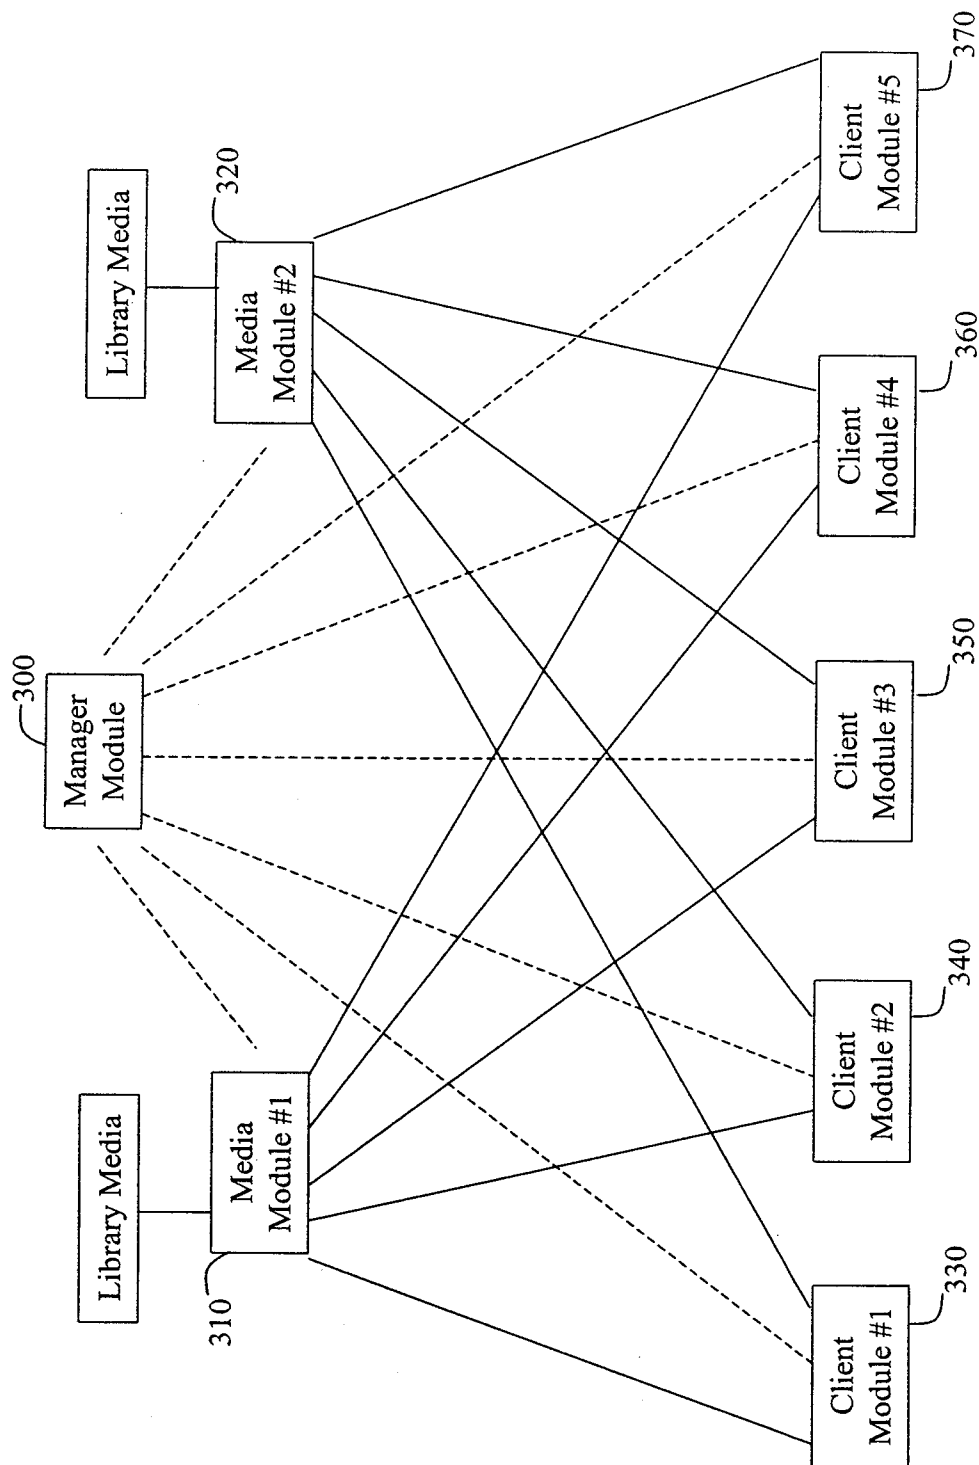 300
Manager
Module
Library Media
Library Media
310
Media
Module #1
320
Media
Module #2
Client
Module #1
330
Client
Module #2
340
Client
Module #3
350
Client
Module #4
360
Client
Module #5
370